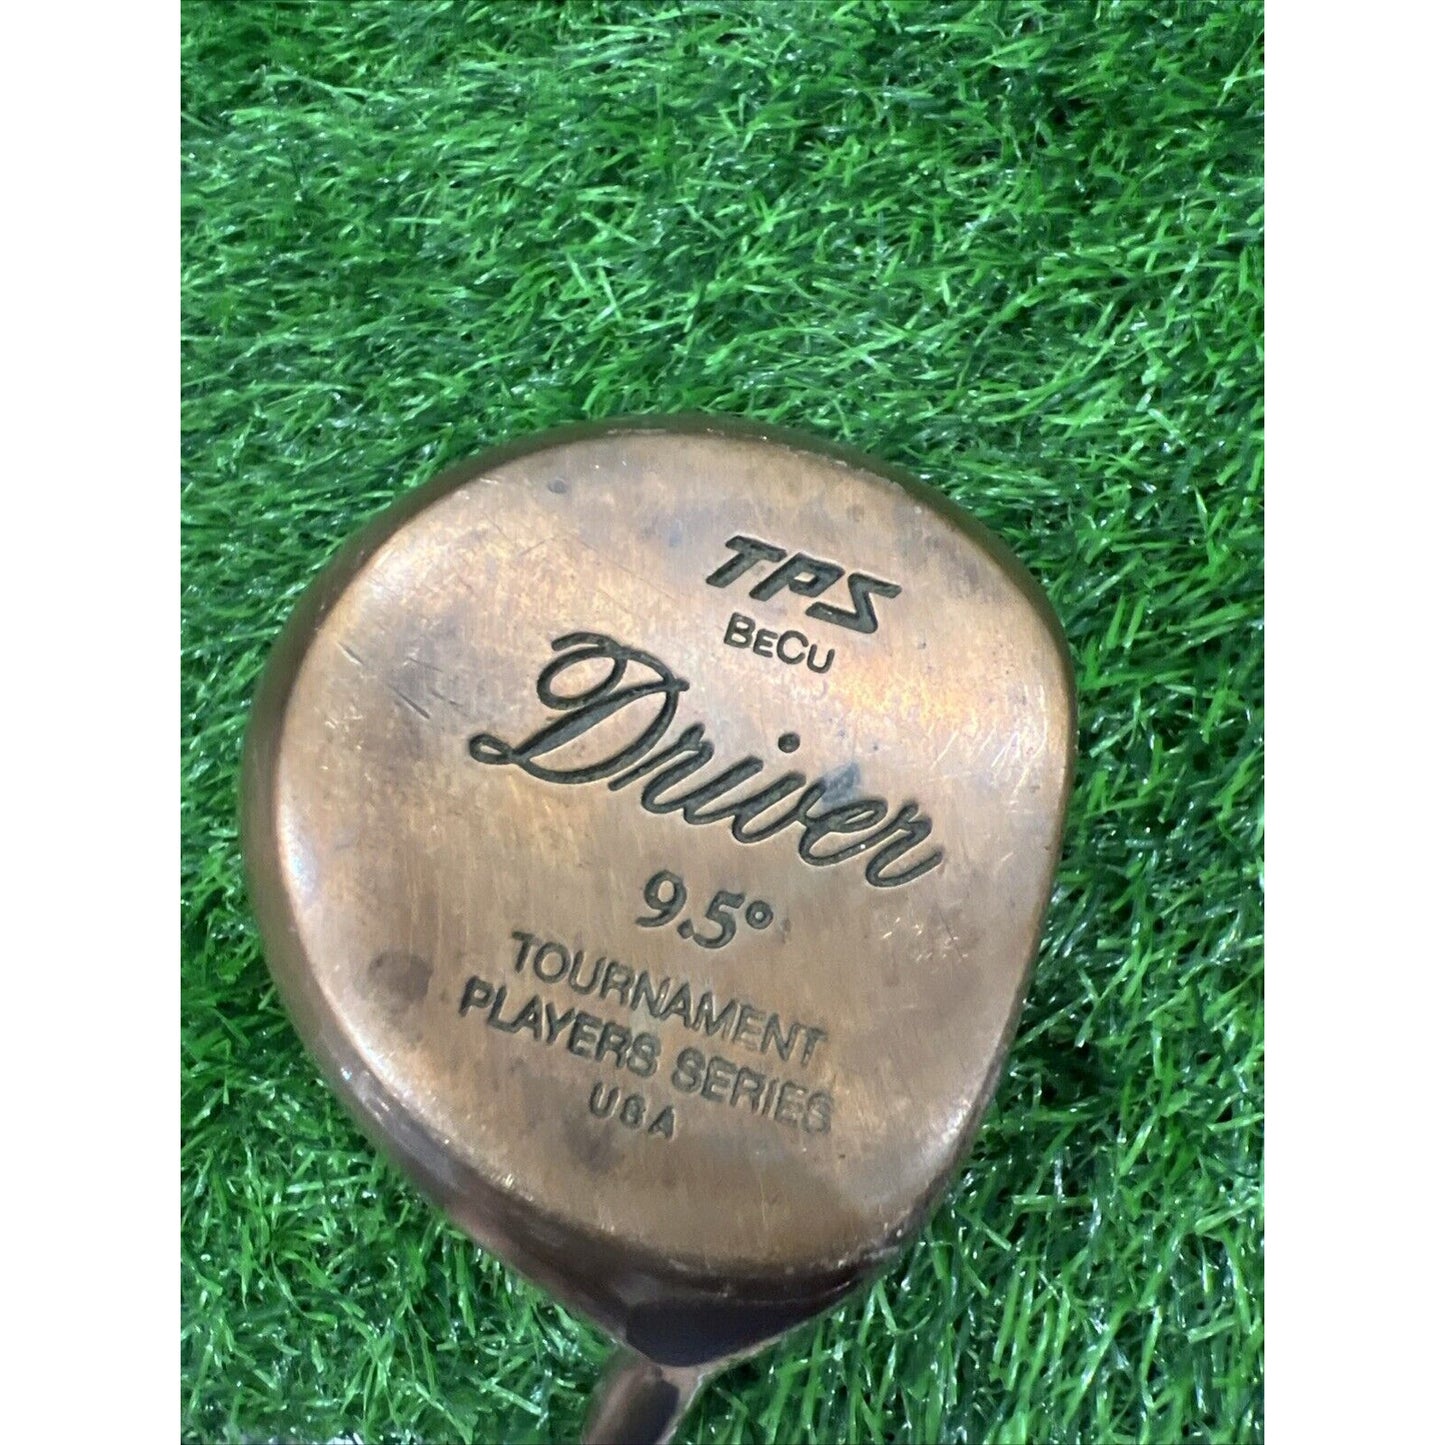 TPS
BeCu
Driver
9.5°
TOURNAMENT
PLAYERS SERIES
USA